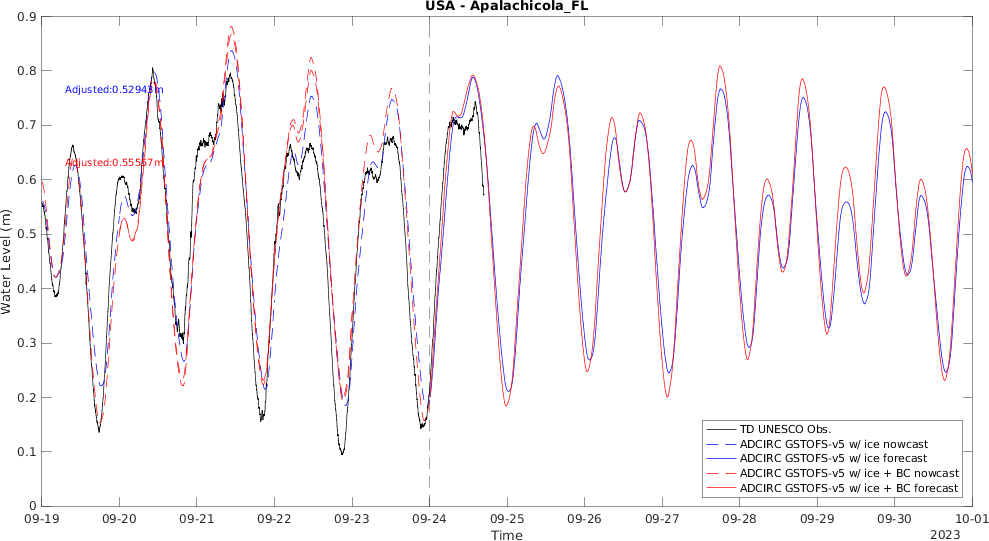 USA - Apalachicola_FL
0.9
0.8
0.7
0.6
0.5
0.4
0.3
0.2
0.1
0
Water Level (m)
Adjusted:0.52943m
Adjusted:0.55557m
TD UNESCO Obs.
ADCIRC GSTOFS-v5 w/ ice nowcast
ADCIRC GSTOFS-v5 w/ ice forecast
ADCIRC GSTOFS-v5 w/ ice + BC nowcast
ADCIRC GSTOFS-v5 w/ ice + BC forecast
09-19 09-20 09-21 09-22 09-23 09-24 09-25 09-26 09-27 09-28 09-29 09-30 10-01
Time
2023